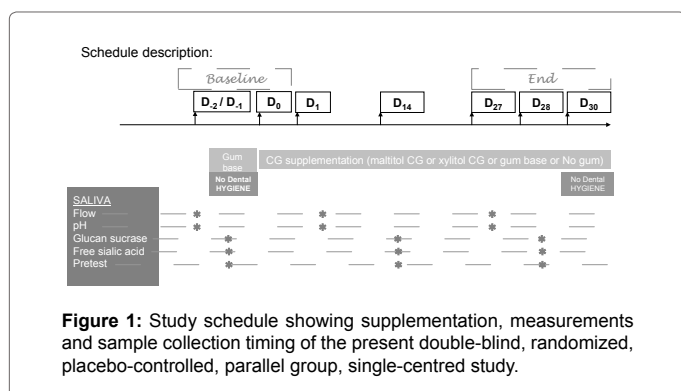 Schedule description:
Baseline
End
D-2 / D-1
D0
D1
D14
D27
D28
D30
Gum
base
CG supplementation (maltitol CG or xylitol CG or gum base or No gum)
No Dental
HYGIENE
No Dental
HYGIENE
SALIVA
Flow
pH
Glucan sucrase
Free sialic acid
Pretest
Figure 1: Study schedule showing supplementation, measurements
and sample collection timing of the present double-blind, randomized,
placebo-controlled, parallel group, single-centred study.